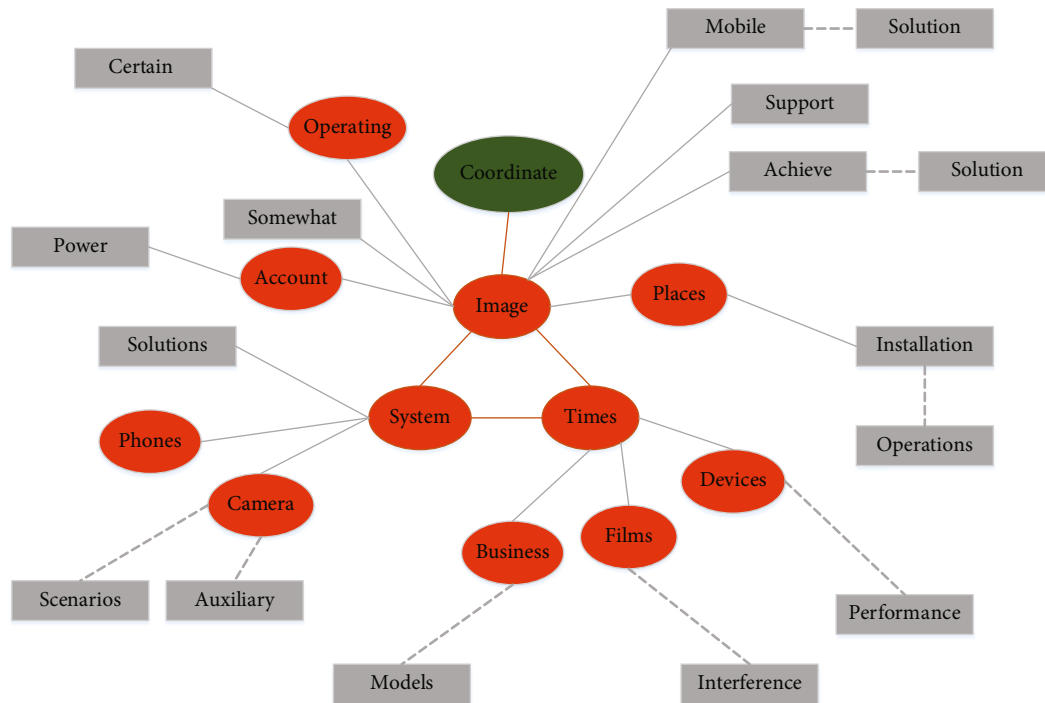 Mobile
Solution
Certain
Support
Operating
Coordinate
Achieve
Solution
Somewhat
Power
Account
Image
Places
Solutions
Installation
System
Times
Phones
Operations
Devices
Camera
Films
Business
Scenarios
Auxiliary
Performance
Models
Interference